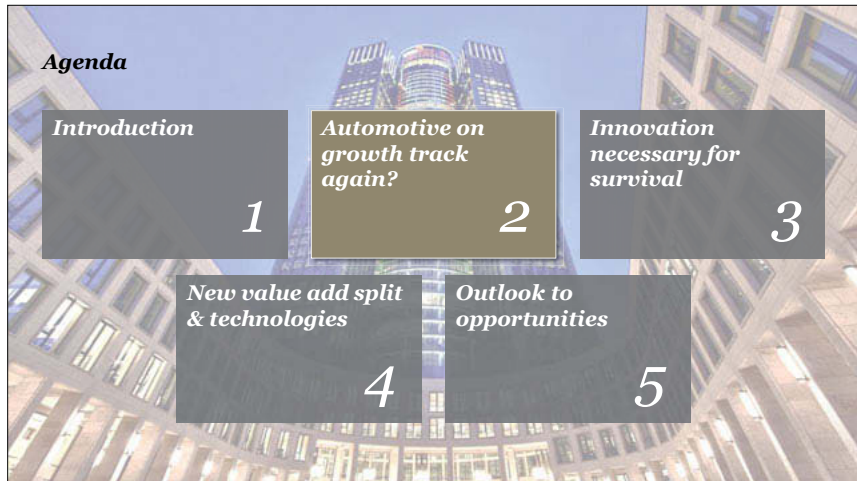 Agenda
Introduction
1
Automotive on
growth track
again?
2
Innovation
necessary for
survival
3
New value add split
& technologies
4
Outlook to
opportunities
5